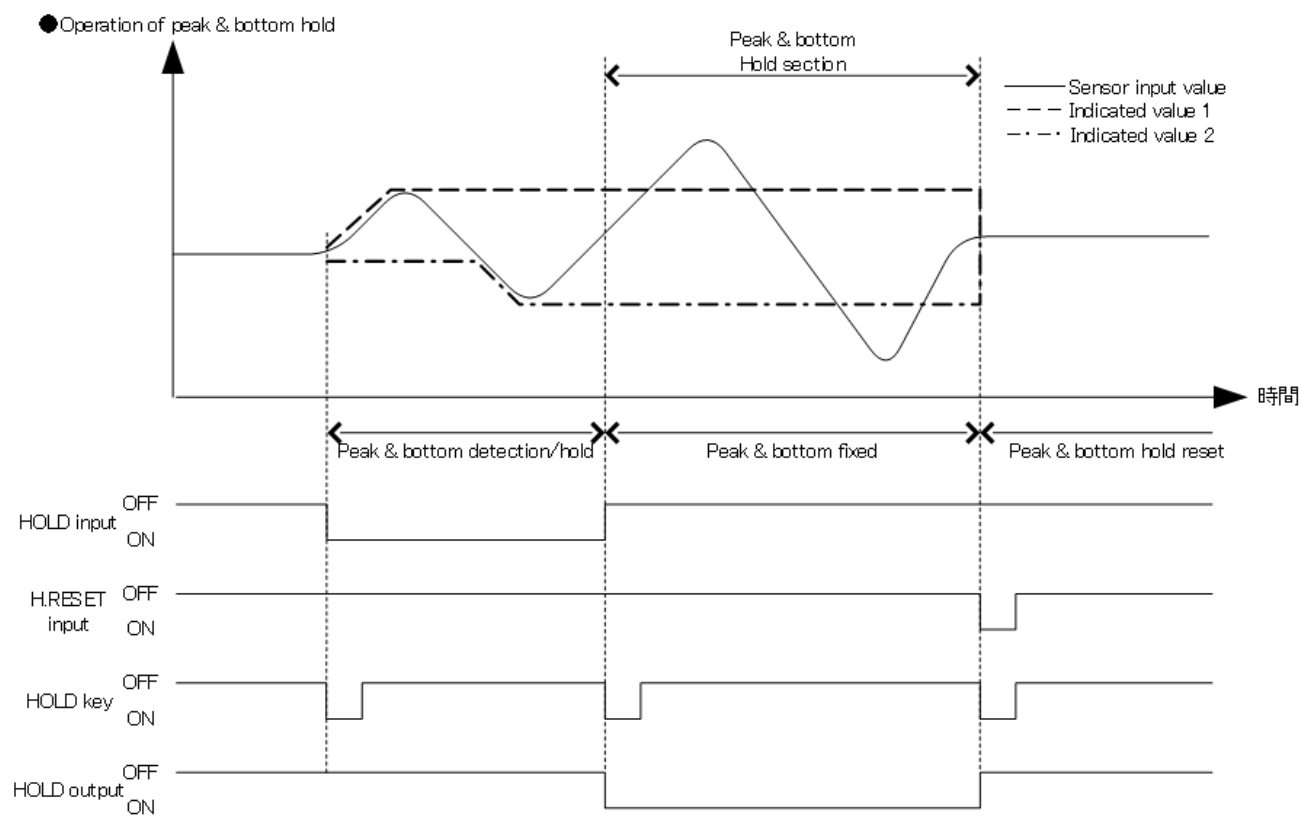 ●Operation of peak & bottom hold
Peak & bottom
Hold section
Sensor input value
Indicated value 1
Indicated value 2
時間
Peak & bottom detection/hold
Peak & bottom fixed
Peak & bottom hold reset
OFF
HOLD input
ON
OFF
H.RESET
input
ON
OFF
HOLD key
ON
OFF
HOLD output
ON